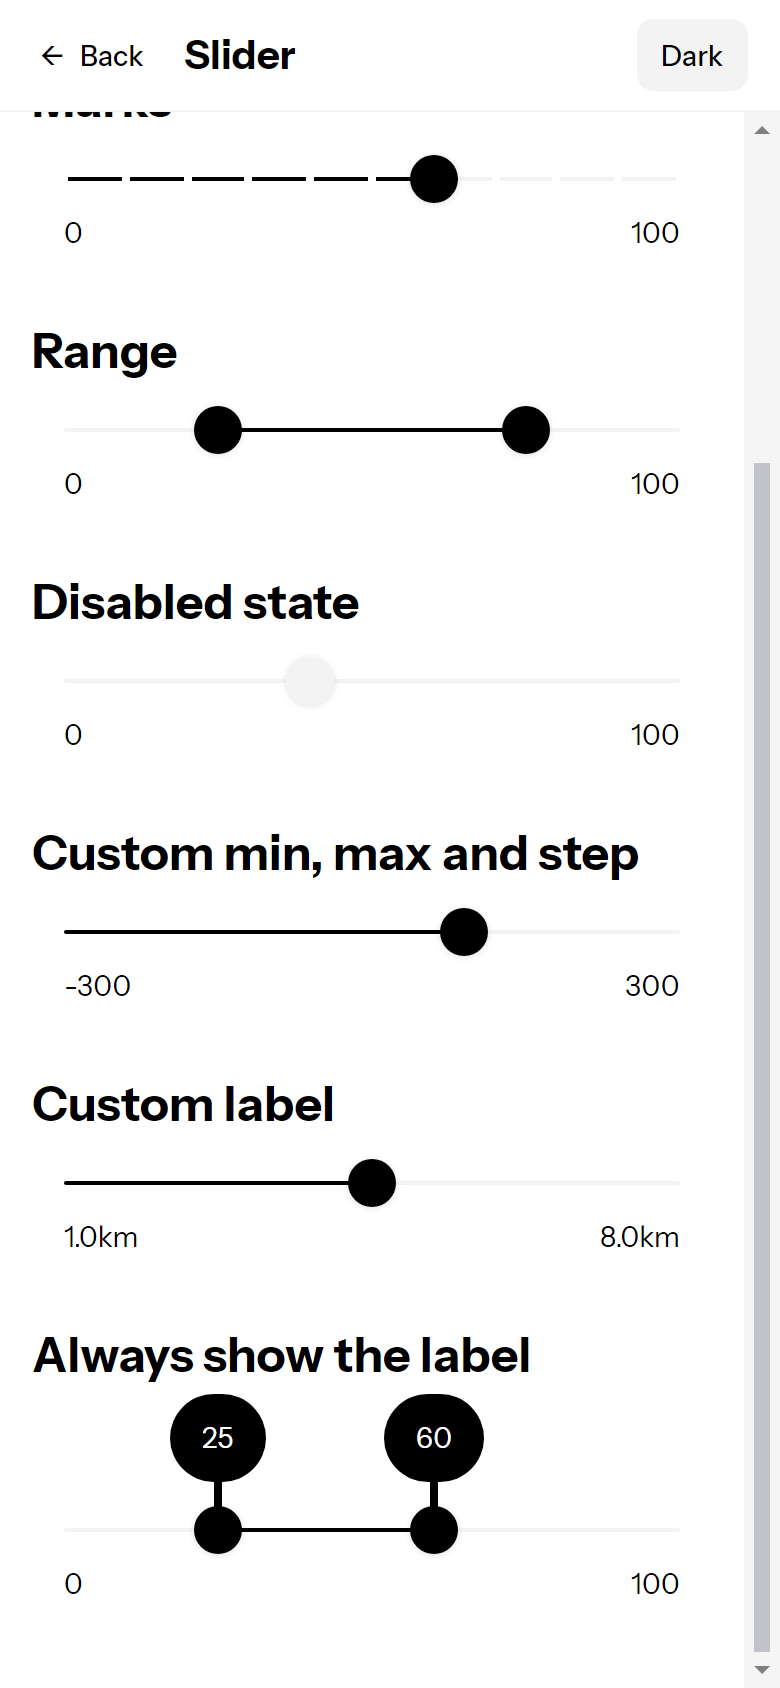 ← Back Slider Dark
Marks
0 100
Range
0 100
Disabled state
0 100
Custom min, max and step
-300 300
Custom label
1.0km 8.0km
Always show the label
25 60
0 100